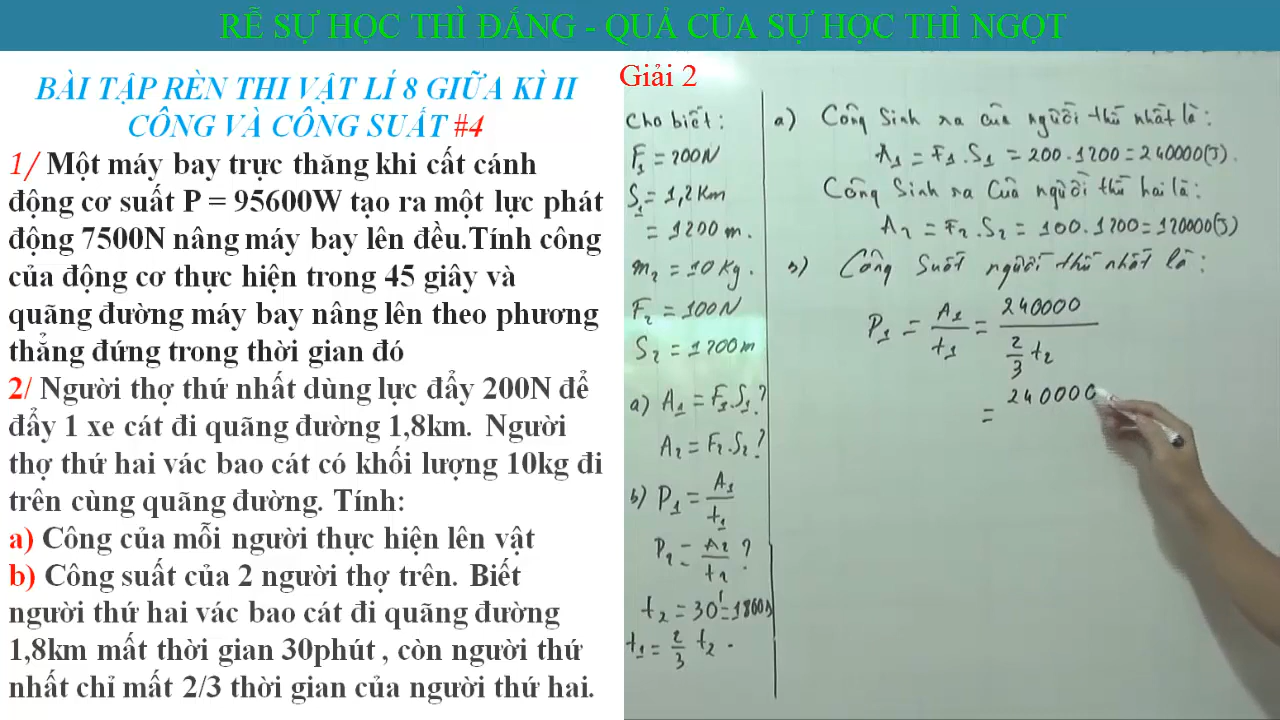 RỄ SỰ HỌC THÌ ĐẮNG - QUẢ CỦA SỰ HỌC THÌ NGỌT
BÀI TẬP RÈN THI VẬT LÍ 8 GIỮA KÌ II
CÔNG VÀ CÔNG SUẤT #4
1/ Một máy bay trực thăng khi cất cánh
động cơ suất P = 95600W tạo ra một lực phát
động 7500N nâng máy bay lên đều.Tính công
của động cơ thực hiện trong 45 giây và
quãng đường máy bay nâng lên theo phương
thẳng đứng trong thời gian đó
2/ Người thợ thứ nhất dùng lực đẩy 200N để
đẩy 1 xe cát đi quãng đường 1,8km. Người
thợ thứ hai vác bao cát có khối lượng 10kg đi
trên cùng quãng đường. Tính:
a) Công của mỗi người thực hiện lên vật
b) Công suất của 2 người thợ trên. Biết
người thứ hai vác bao cát đi quãng đường
1,8km mất thời gian 30phút , còn người thứ
nhất chỉ mất 2/3 thời gian của người thứ hai.
Giải 2
Cho biết:
F₁ = 200N
S₁ = 1,2Km
= 1200 m.
m₂ = 10 Kg.
F₂ = 100N
S₂ = 1200m
a) A₁ = F₁.S₁?
A₂ = F₂.S₂?
b) P₁ = A₁/t₁
P₂ = A₂/t₂ ?
t₂ = 30' = 1800s
t₁ = 2/3 t₂ .
a) Công Sinh ra của người thứ nhất là:
A₁ = F₁.S₁ = 200.1200 = 240000(J).
Công Sinh ra Của người thứ hai là:
A₂ = F₂.S₂ = 100.1200 = 120000(J)
b) Công Suất người thứ nhất là:
P₁ = A₁/t₁ = 240000 / (2/3 t₂)
= 240000